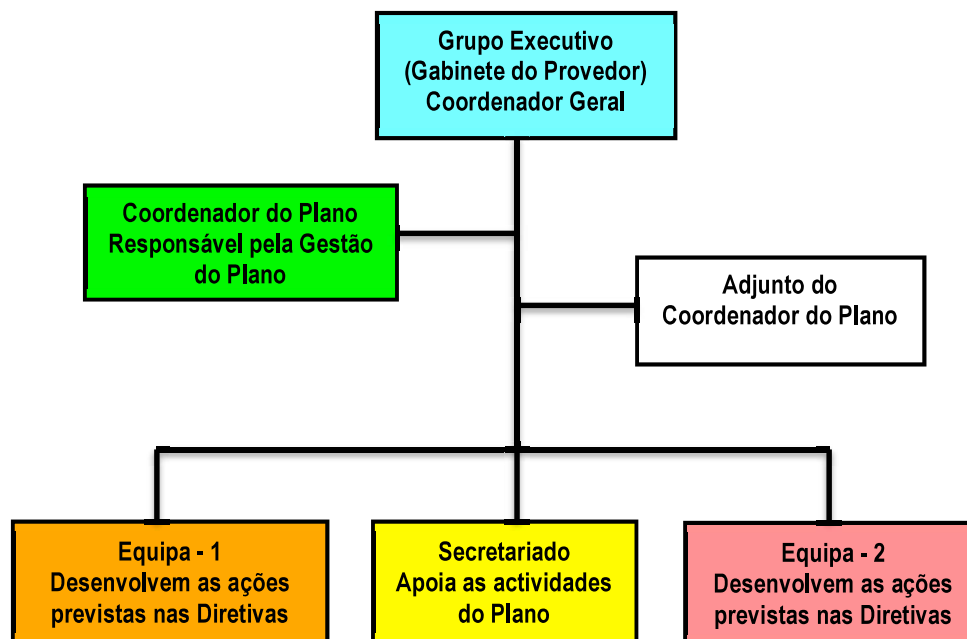 Grupo Executivo
(Gabinete do Provedor)
Coordenador Geral
Coordenador do Plano
Responsável pela Gestão
do Plano
Adjunto do
Coordenador do Plano
Equipa - 1
Desenvolvem as ações
previstas nas Diretivas
Secretariado
Apoia as actividades
do Plano
Equipa - 2
Desenvolvem as ações
previstas nas Diretivas